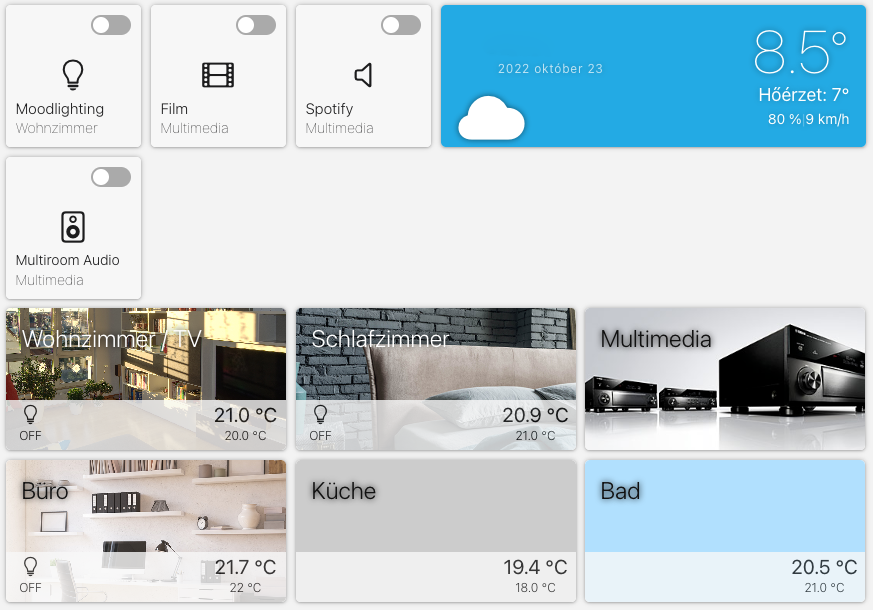 Moodlighting
Wohnzimmer
Film
Multimedia
Spotify
Multimedia
2022 október 23
8.5°
Hőérzet: 7°
80 %|9 km/h
Multiroom Audio
Multimedia
Wohnzimmer / TV
OFF
21.0 °C
20.0 °C
Schlafzimmer
OFF
20.9 °C
21.0 °C
Multimedia
Büro
OFF
21.7 °C
22 °C
Küche
19.4 °C
18.0 °C
Bad
20.5 °C
21.0 °C